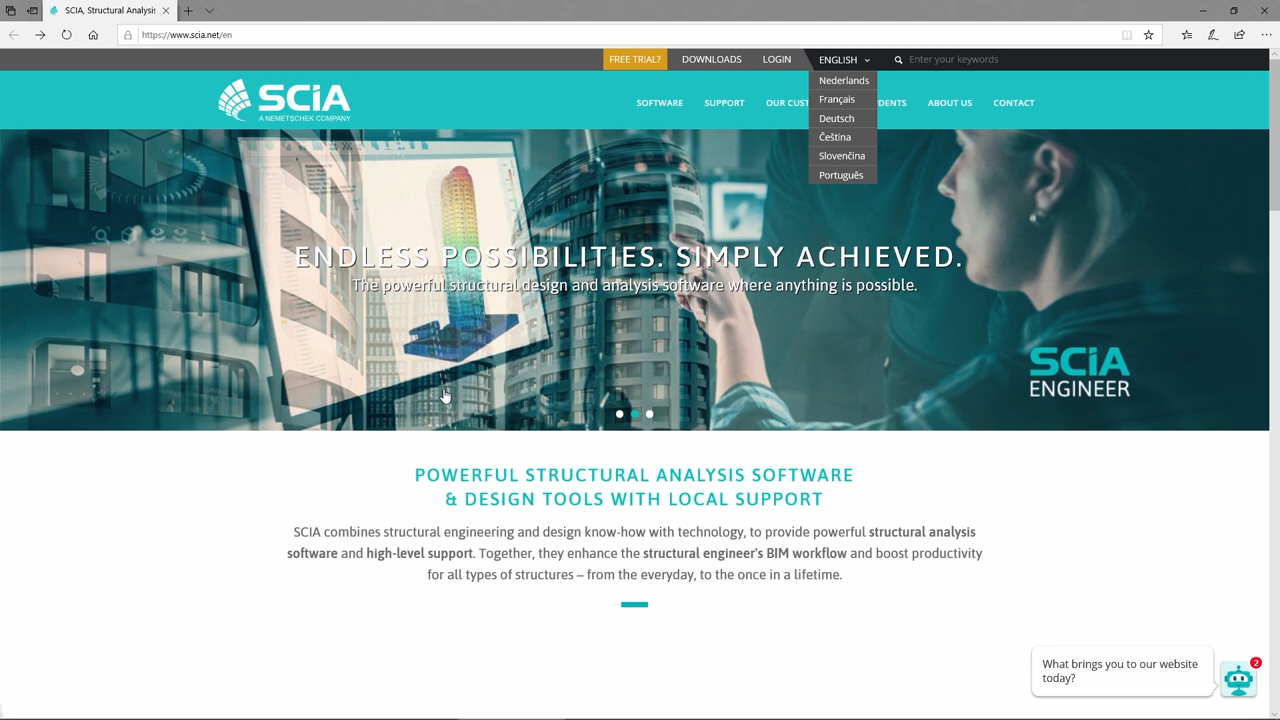 SCIA, Structural Analysis
https://www.scia.net/en
FREE TRIAL?
DOWNLOADS
LOGIN
ENGLISH
Enter your keywords
Nederlands
Français
Deutsch
Čeština
Slovenčina
Português
SCIA
A NEMETSCHEK COMPANY
SOFTWARE
SUPPORT
OUR CUST
DENTS
ABOUT US
CONTACT
ENDLESS POSSIBILITIES. SIMPLY ACHIEVED.
The powerful structural design and analysis software where anything is possible.
SCIA
ENGINEER
POWERFUL STRUCTURAL ANALYSIS SOFTWARE
& DESIGN TOOLS WITH LOCAL SUPPORT
SCIA combines structural engineering and design know-how with technology, to provide powerful structural analysis
software and high-level support. Together, they enhance the structural engineer's BIM workflow and boost productivity
for all types of structures – from the everyday, to the once in a lifetime.
What brings you to our website
today?
2